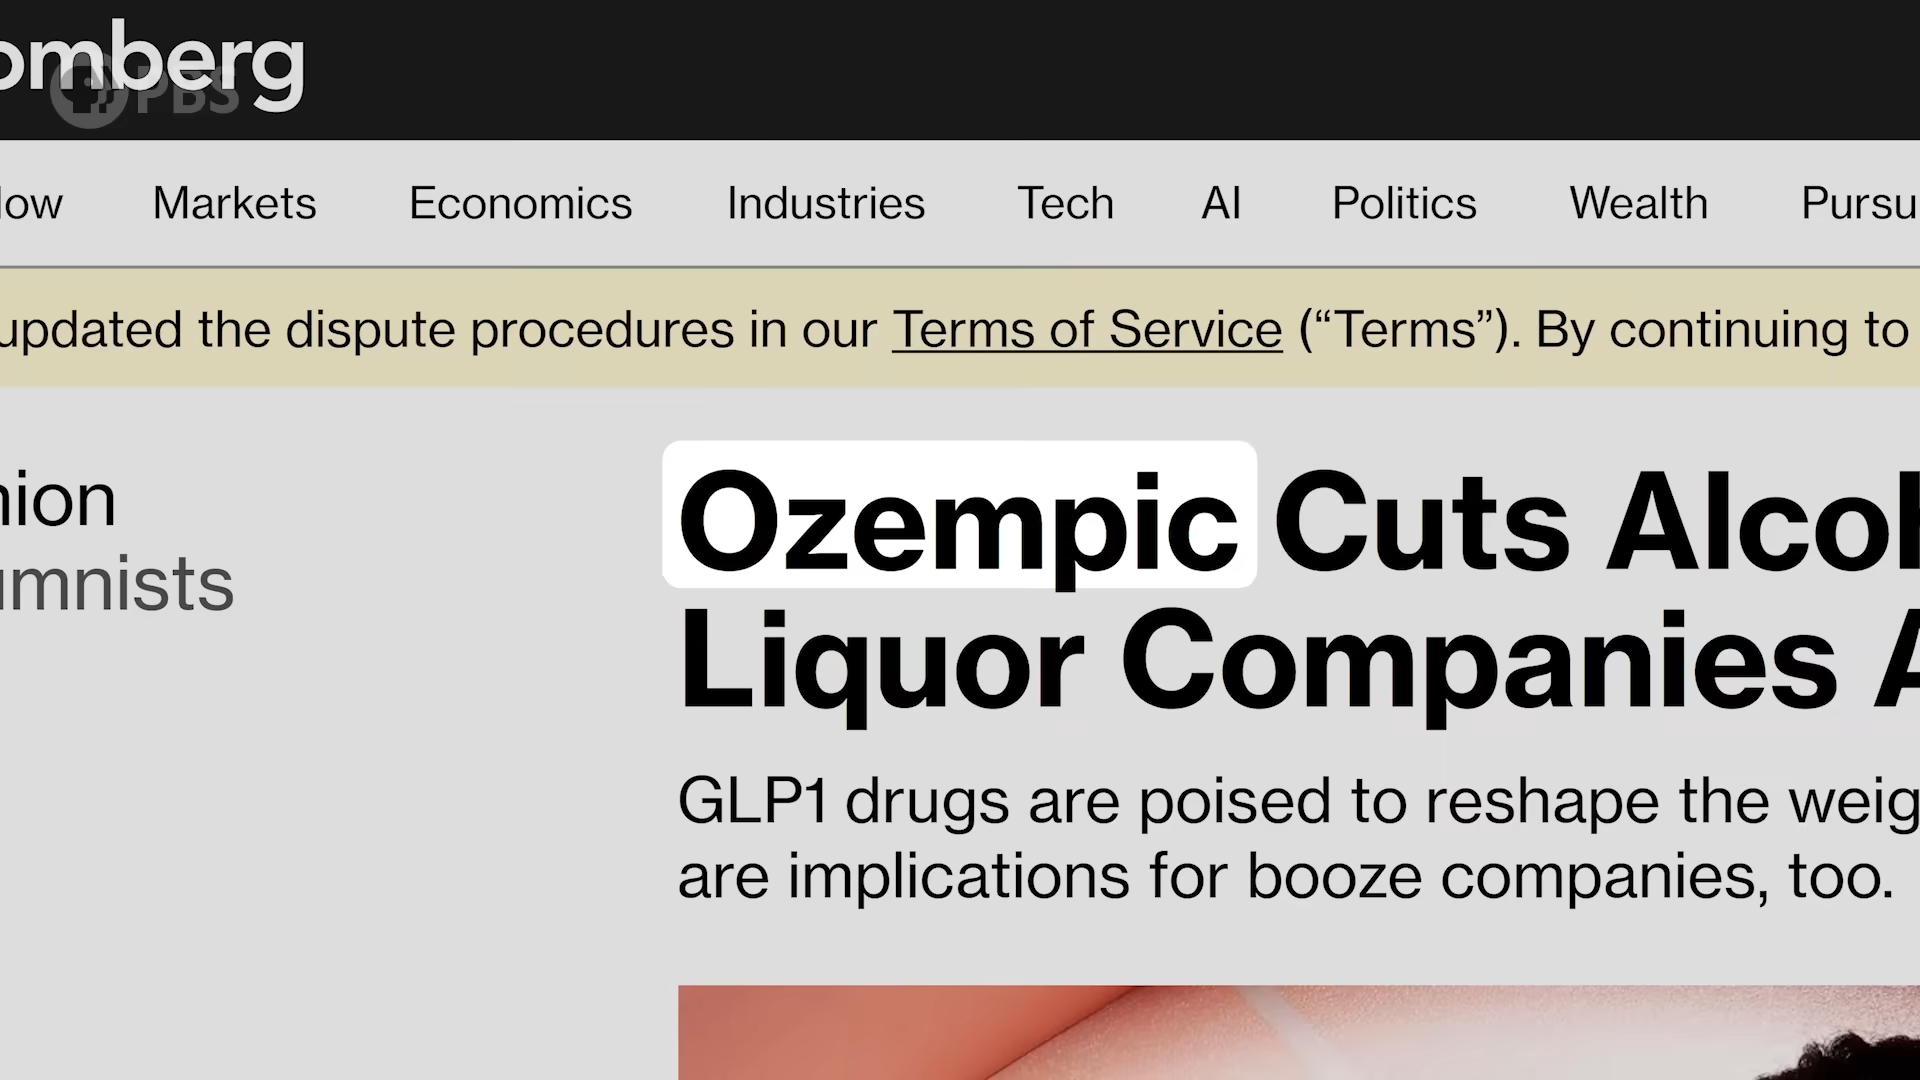 omberg
PBS
Markets Economics Industries Tech AI Politics Wealth Pursu
updated the dispute procedures in our Terms of Service (“Terms”). By continuing to
nion
umnists
Ozempic Cuts Alcoh
Liquor Companies A
GLP1 drugs are poised to reshape the weig
are implications for booze companies, too.